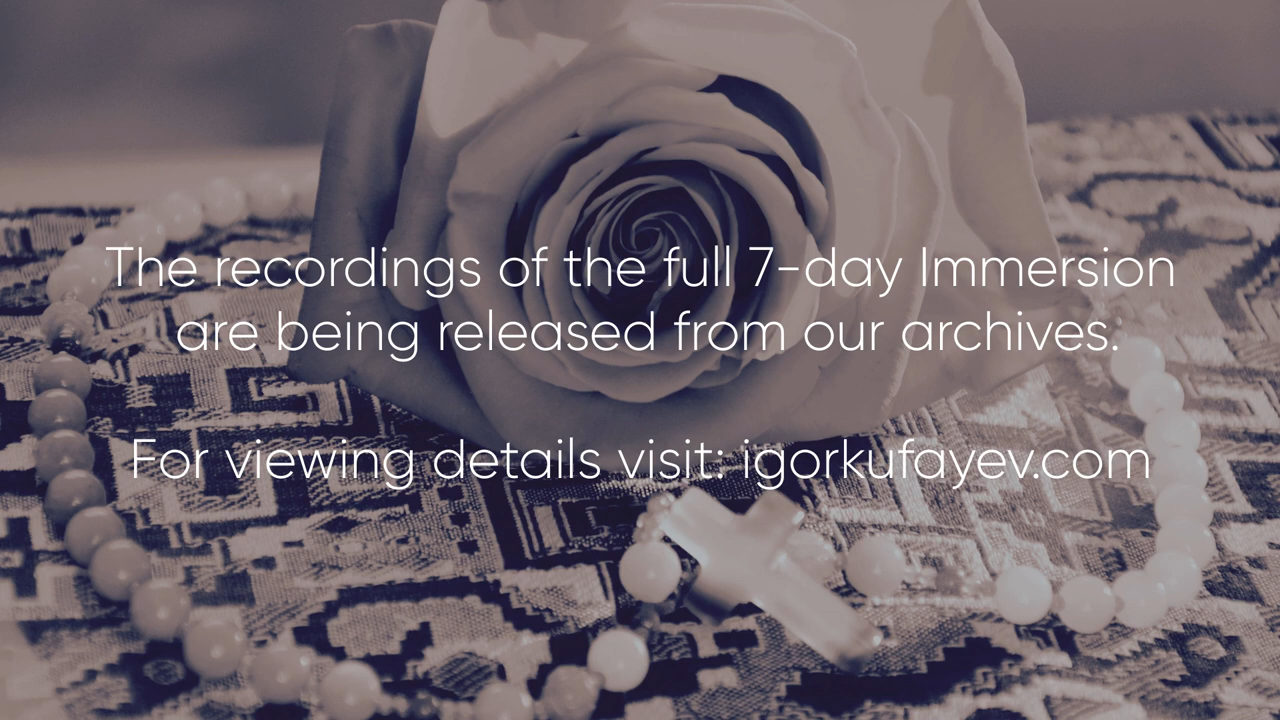 The recordings of the full 7-day Immersion
are being released from our archives.
For viewing details visit: igorkufayev.com